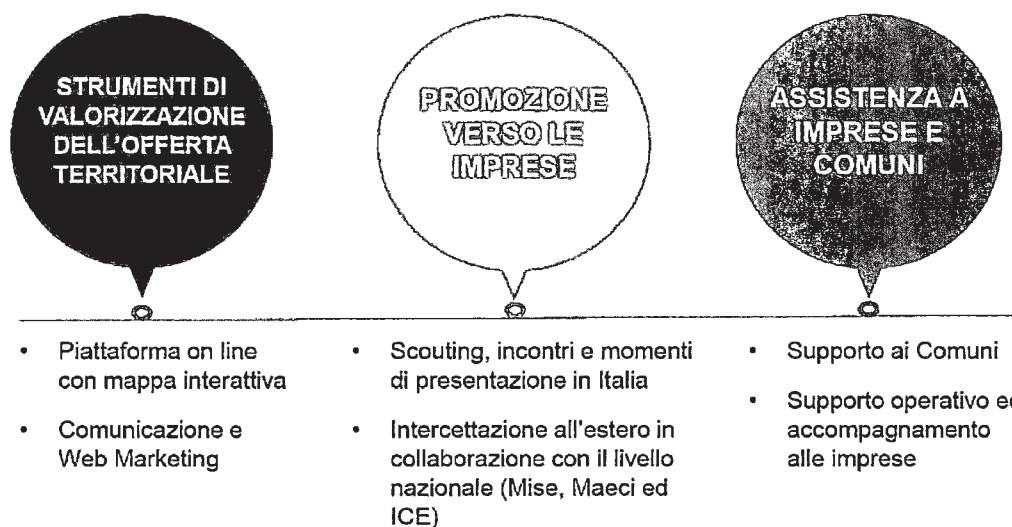 STRUMENTI DI
VALORIZZAZIONE
DELL'OFFERTA
TERRITORIALE
PROMOZIONE
VERSO LE
IMPRESE
ASSISTENZA A
IMPRESE E
COMUNI
• Piattaforma on line
con mappa interattiva
• Comunicazione e
Web Marketing
• Scouting, incontri e momenti
di presentazione in Italia
• Intercettazione all'estero in
collaborazione con il livello
nazionale (Mise, Maeci ed
ICE)
• Supporto ai Comuni
• Supporto operativo ed
accompagnamento
alle imprese